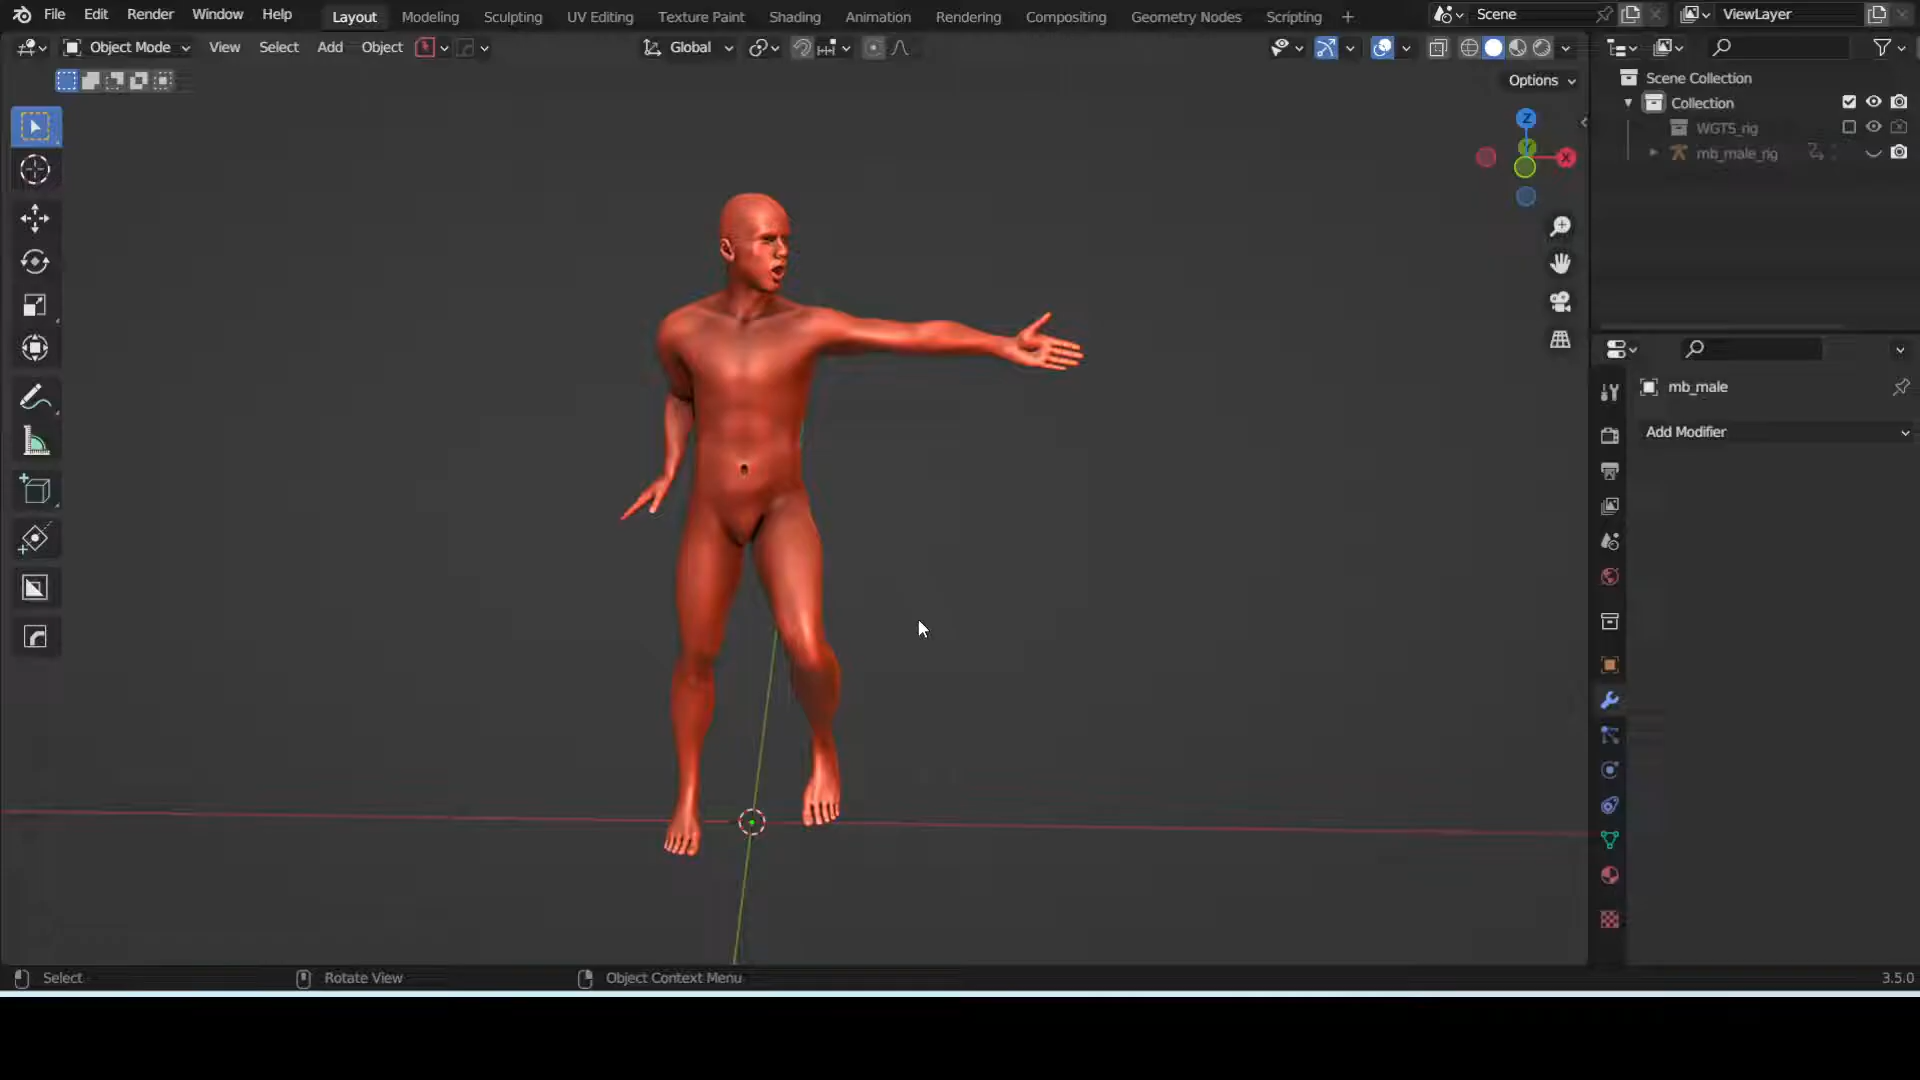 File Edit Render Window Help Layout Modeling Sculpting UV Editing Texture Paint Shading Animation Rendering Compositing Geometry Nodes Scripting + Scene ViewLayer
Object Mode View Select Add Object Global
Options
Scene Collection
Collection
WGTS_rig
mb_male_rig
Z
Y
X
mb_male
Add Modifier
Select Rotate View Object Context Menu 3.5.0